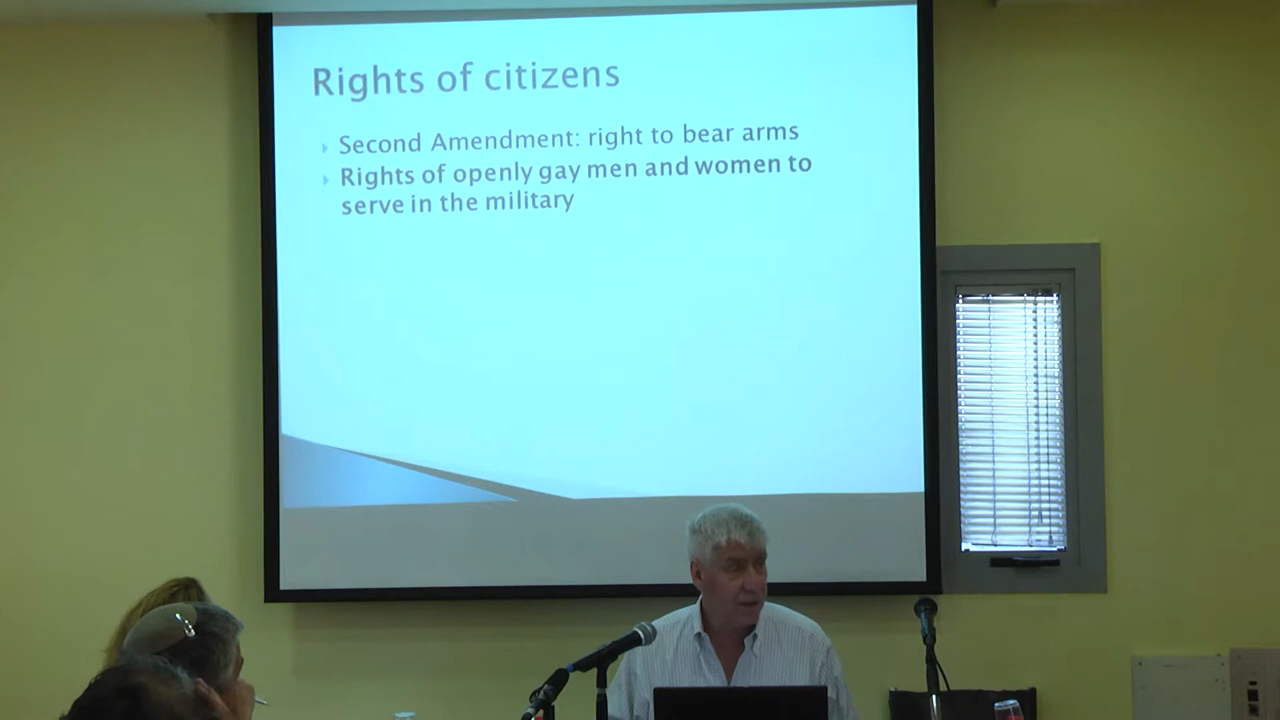 Rights of citizens
Second Amendment: right to bear arms
Rights of openly gay men and women to
serve in the military